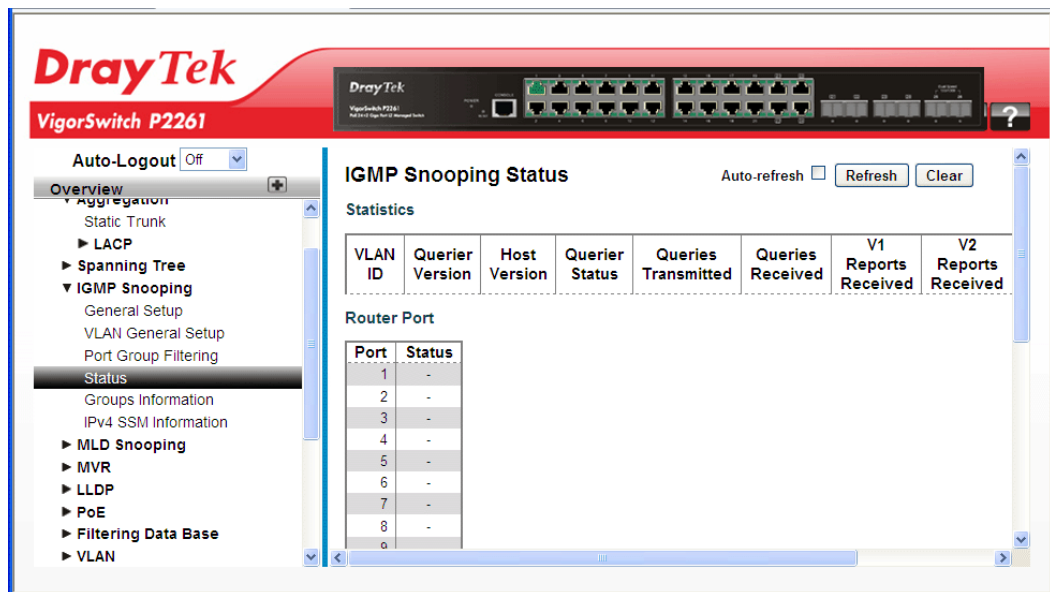 DrayTek
VigorSwitch P2261
DrayTek
VigorSwitch P2261
?
Auto-Logout Off
Overview
Aggregation
Static Trunk
LACP
Spanning Tree
IGMP Snooping
General Setup
VLAN General Setup
Port Group Filtering
Status
Groups Information
IPv4 SSM Information
MLD Snooping
MVR
LLDP
PoE
Filtering Data Base
VLAN
IGMP Snooping Status
Auto-refresh Refresh Clear
Statistics
VLAN ID Querier Version Host Version Querier Status Queries Transmitted Queries Received V1 Reports Received V2 Reports Received
Router Port
Port Status
1 -
2 -
3 -
4 -
5 -
6 -
7 -
8 -
9